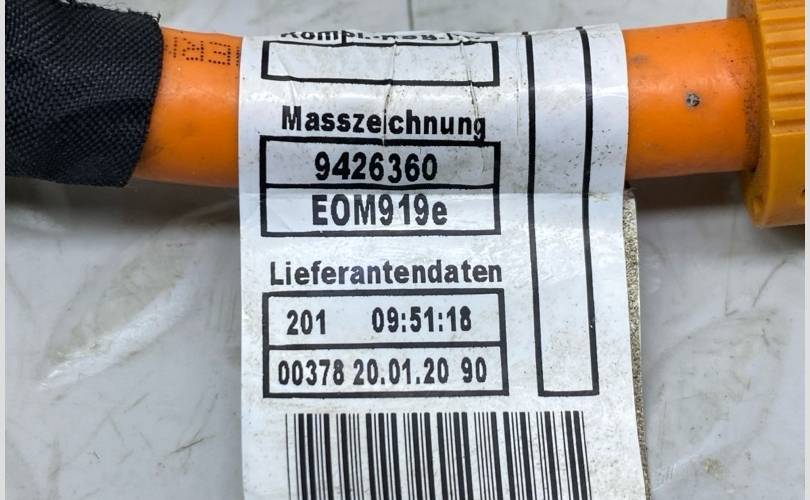 Masszeichnung
9426360
EOM919e
Lieferantendaten
201 09:51:18
00378 20.01.20 90